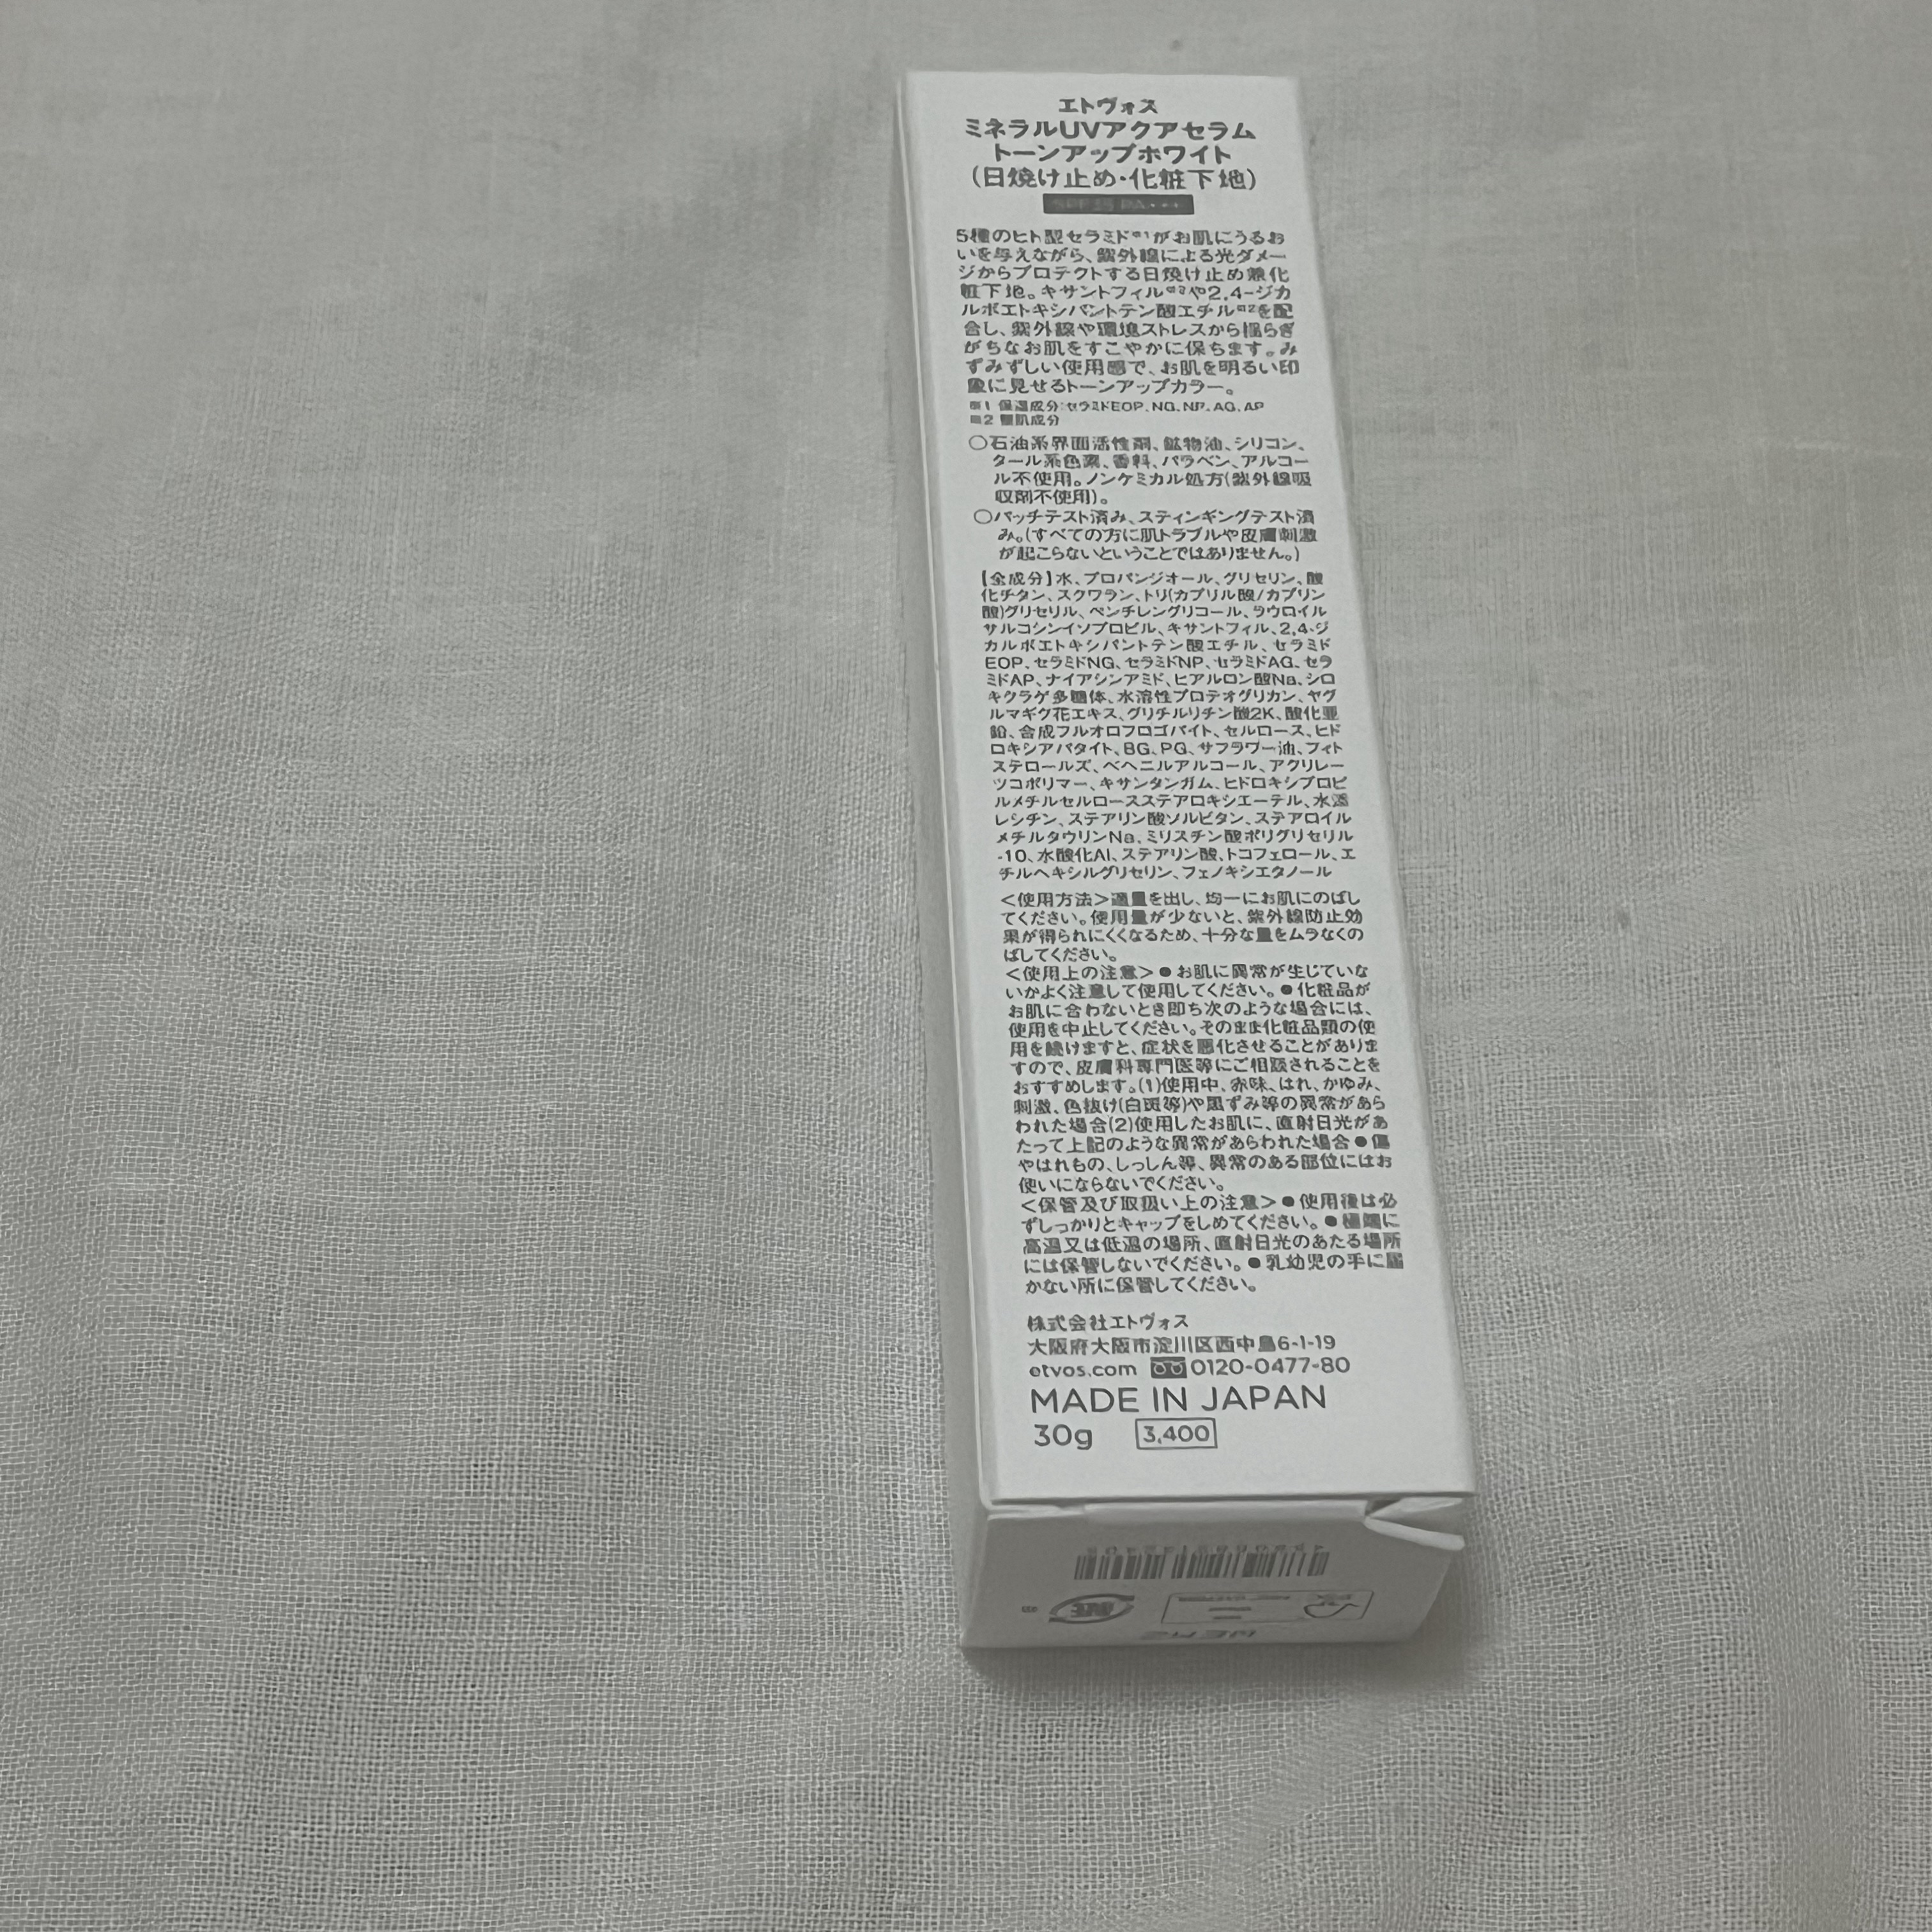 エトヴォス
ミネラルUVアクアセラム
トーンアップホワイト
(日焼け止め・化粧下地)
SPF35 PA+++
5種のヒト型セラミド※1がお肌にうるお
いを与えながら、紫外線による光ダメー
ジからプロテクトする日焼け止め兼化
粧下地。キサントフィル※2や2,4-ジカ
ルボエトキシパントテン酸エチル※2を配
合し、紫外線や環境ストレスから揺らぎ
がちなお肌をすこやかに保ちます。み
ずみずしい使用感で、お肌を明るい印
象に見せるトーンアップカラー。
※1 保湿成分:セラミドEOP、NG、NP、AG、AP
※2 整肌成分
○石油系界面活性剤、鉱物油、シリコン、
タール系色素、香料、パラベン、アルコー
ル不使用。ノンケミカル処方(紫外線吸
収剤不使用)。
○パッチテスト済み、スティンギングテスト済
み。(すべての方に肌トラブルや皮膚刺激
が起こらないということではありません。)
【全成分】水、プロパンジオール、グリセリン、酸
化チタン、スクワラン、トリ(カプリル酸/カプリン
酸)グリセリル、ペンチレングリコール、ラウロイル
サルコシンイソプロピル、キサントフィル、2,4-ジ
カルボエトキシパントテン酸エチル、セラミド
EOP、セラミドNG、セラミドNP、セラミドAG、セラ
ミドAP、ナイアシンアミド、ヒアルロン酸Na、シロ
キクラゲ多糖体、水溶性プロテオグリカン、ヤグ
ルマギク花エキス、グリチルリチン酸2K、酸化亜
鉛、合成フルオロフロゴパイト、セルロース、ヒド
ロキシアパタイト、BG、PG、サフラワー油、フィト
ステロールズ、ベヘニルアルコール、アクリレー
ツコポリマー、キサンタンガム、ヒドロキシプロピ
ルメチルセルロースステアロキシエーテル、水添
レシチン、ステアリン酸ソルビタン、ステアロイル
メチルタウリンNa、ミリスチン酸ポリグリセリル
-10、水酸化Al、ステアリン酸、トコフェロール、エ
チルヘキシルグリセリン、フェノキシエタノール
＜使用方法＞適量を出し、均一にお肌にのばし
てください。使用量が少ないと、紫外線防止効
果が得られにくくなるため、十分な量をムラなくの
ばしてください。
＜使用上の注意＞●お肌に異常が生じていな
いかよく注意して使用してください。●化粧品が
お肌に合わないとき即ち次のような場合には、
使用を中止してください。そのまま化粧品類の使
用を続けますと、症状を悪化させることがありま
すので、皮膚科専門医等にご相談されることを
おすすめします。(1)使用中、赤味、はれ、かゆみ、
刺激、色抜け(白斑等)や黒ずみ等の異常があら
われた場合(2)使用したお肌に、直射日光があ
たって上記のような異常があらわれた場合●傷
やはれもの、しっしん等、異常のある部位にはお
使いにならないでください。
＜保管及び取扱い上の注意＞●使用後は必
ずしっかりとキャップをしめてください。●極端に
高温又は低温の場所、直射日光のあたる場所
には保管しないでください。●乳幼児の手に届
かない所に保管してください。
株式会社エトヴォス
大阪府大阪市淀川区西中島6-1-19
etvos.com 0120-0477-80
MADE IN JAPAN
30g 3,400